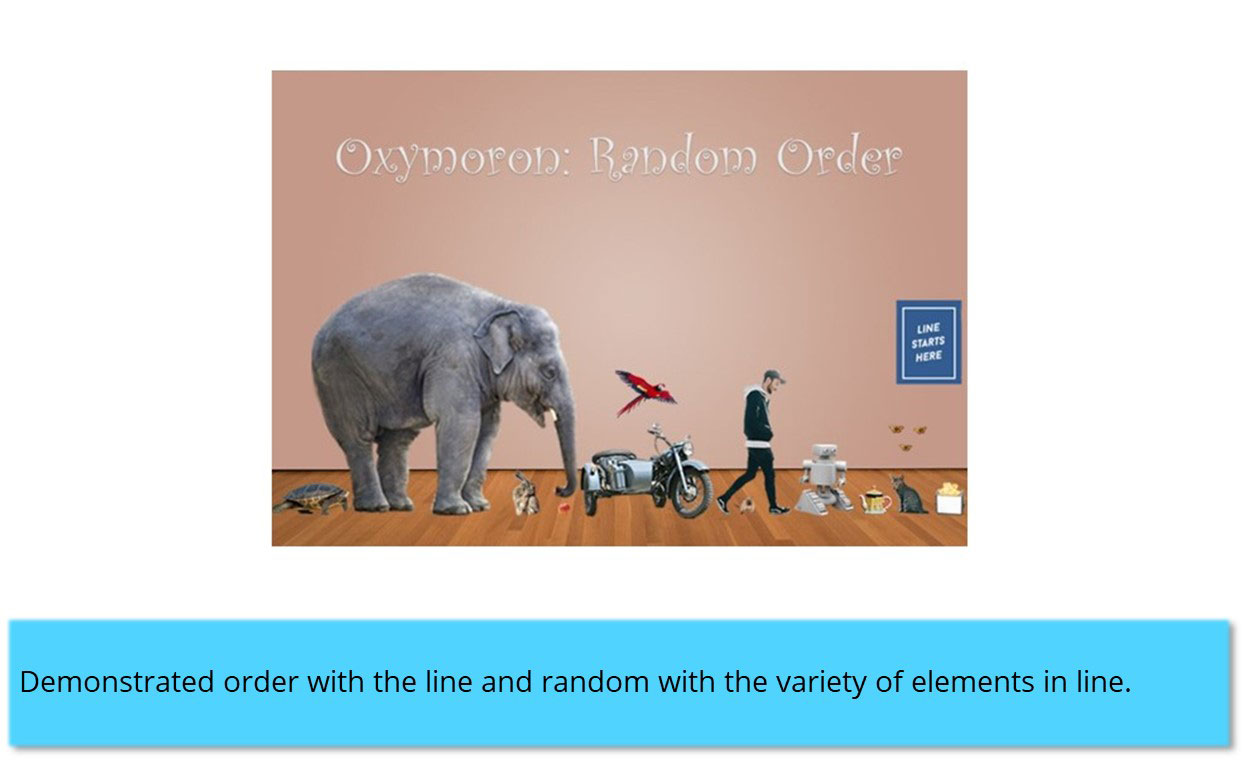 Oxymoron: Random Order
LINE
STARTS
HERE
Demonstrated order with the line and random with the variety of elements in line.